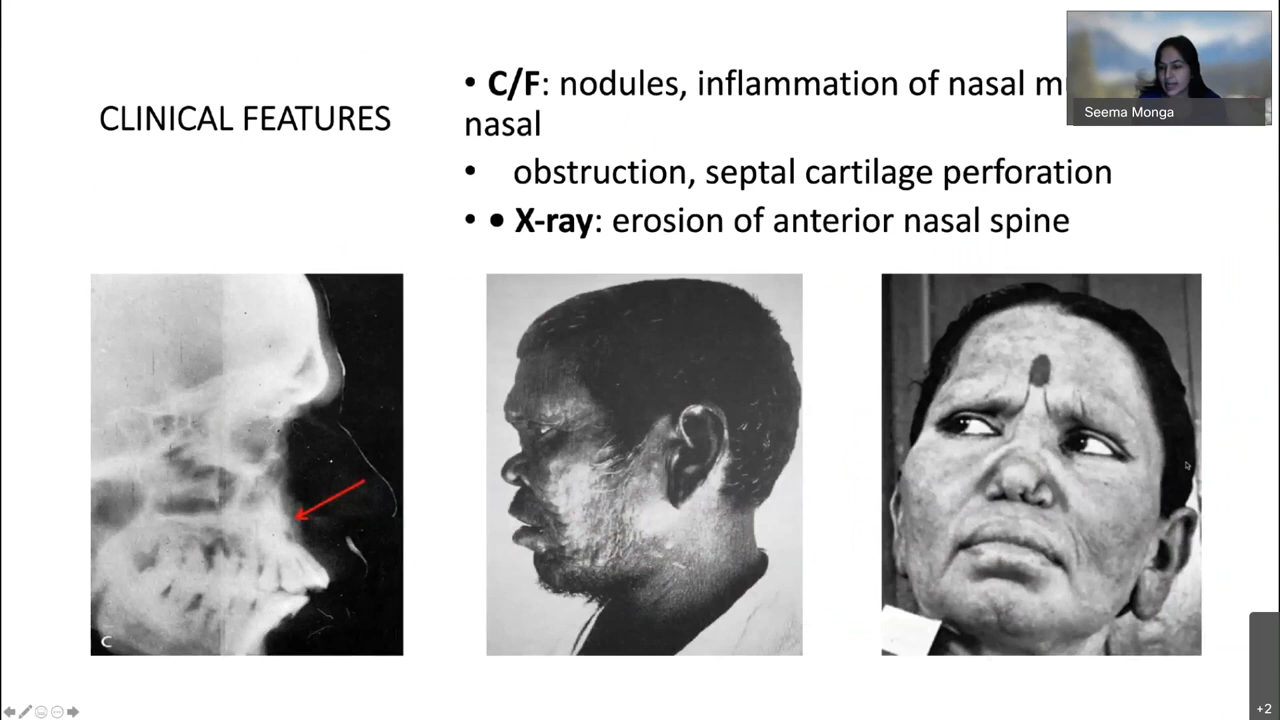 CLINICAL FEATURES
• C/F: nodules, inflammation of nasal
nasal
• obstruction, septal cartilage perforation
• • X-ray: erosion of anterior nasal spine
Seema Monga
C
+2